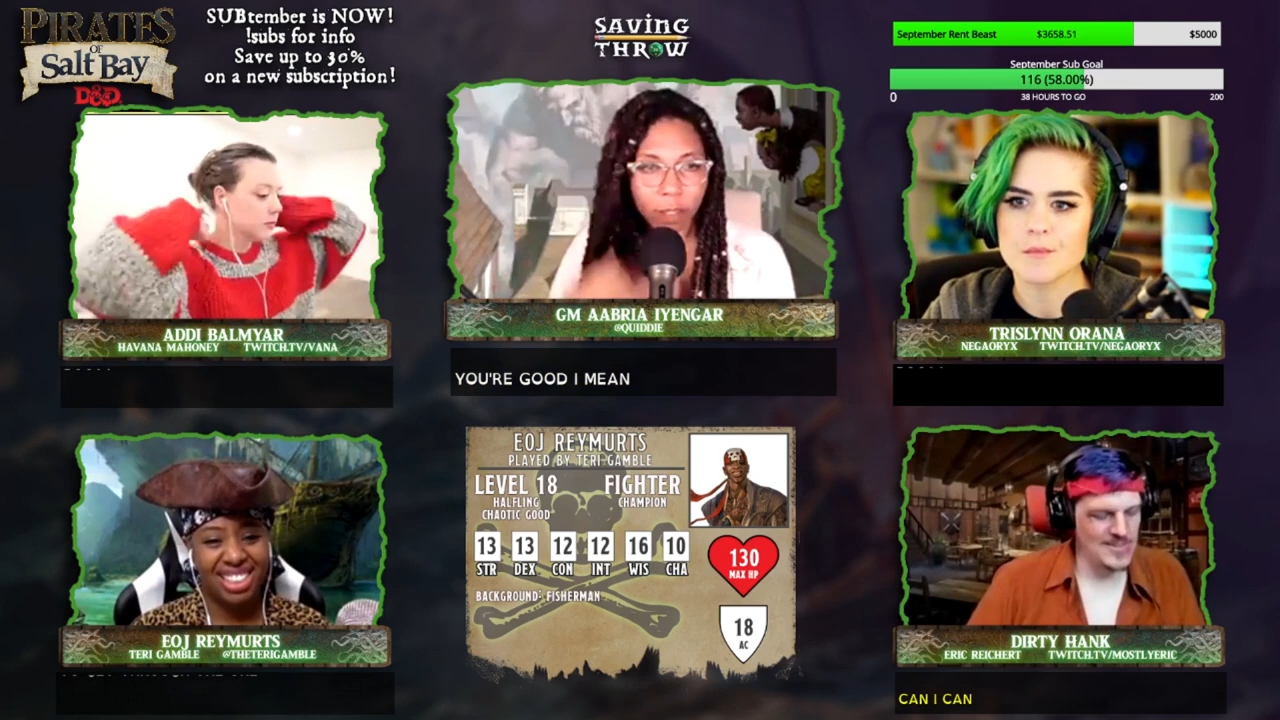 PIRATES
OF
Salt Bay
D&D
SUBtember is NOW!
!subs for info
Save up to 30%
on a new subscription!
SAVING
THROW
September Rent Beast $3658.51 $5000
September Sub Goal
116 (58.00%)
0 38 HOURS TO GO 200
ADDI BALMYAR
HAVANA MAHONEY TWITCH.TV/VANA
GM AABRIA IYENGAR
@QUIDDIE
YOU'RE GOOD I MEAN
TRISLYNN ORANA
NEGAORYX TWITCH.TV/NEGAORYX
EOJ REYMURTS
PLAYED BY TERI GAMBLE
LEVEL 18 FIGHTER
HALFLING CHAMPION
CHAOTIC GOOD
13 13 12 12 16 10
STR DEX CON INT WIS CHA
BACKGROUND: FISHERMAN
130
MAX HP
18
AC
EOJ REYMURTS
TERI GAMBLE @THETERIGAMBLE
DIRTY HANK
ERIC REICHERT TWITCH.TV/MOSTLYERIC
CAN I CAN